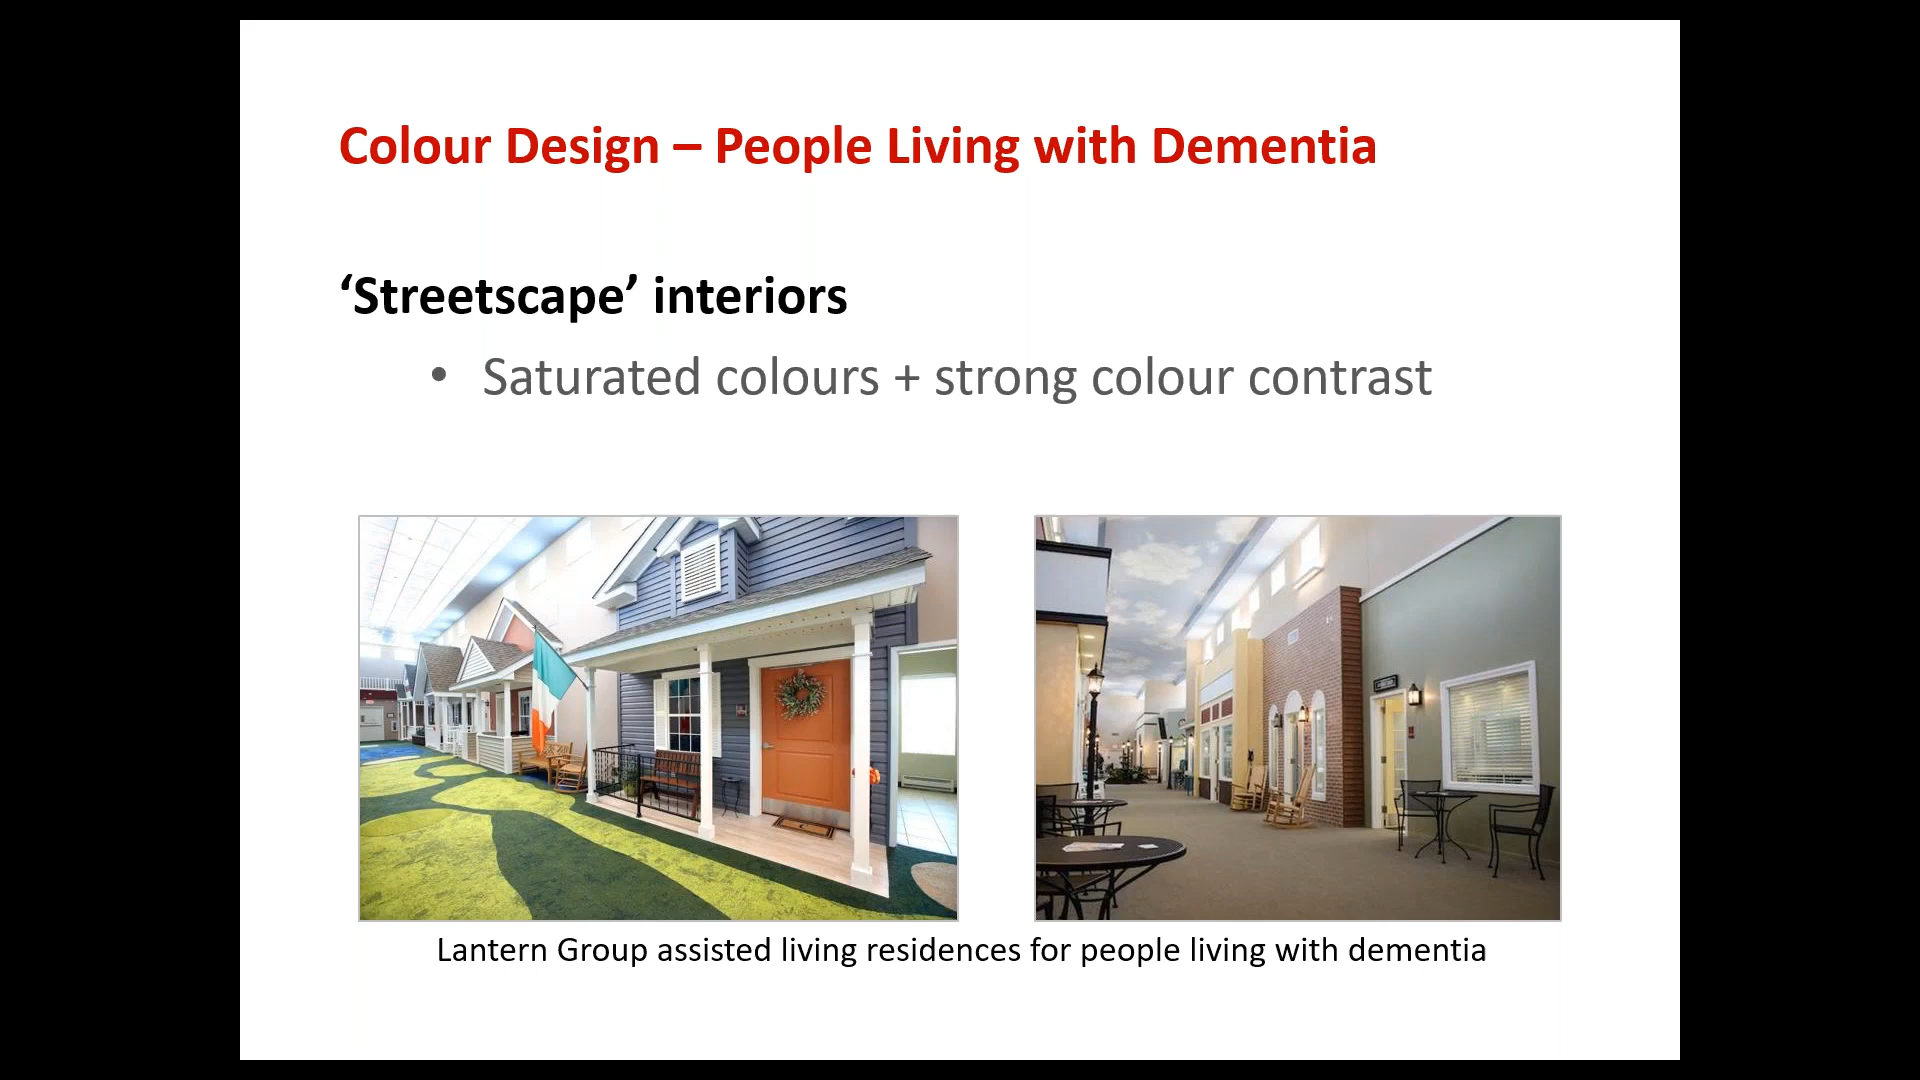 Colour Design – People Living with Dementia
‘Streetscape’ interiors
• Saturated colours + strong colour contrast
Lantern Group assisted living residences for people living with dementia